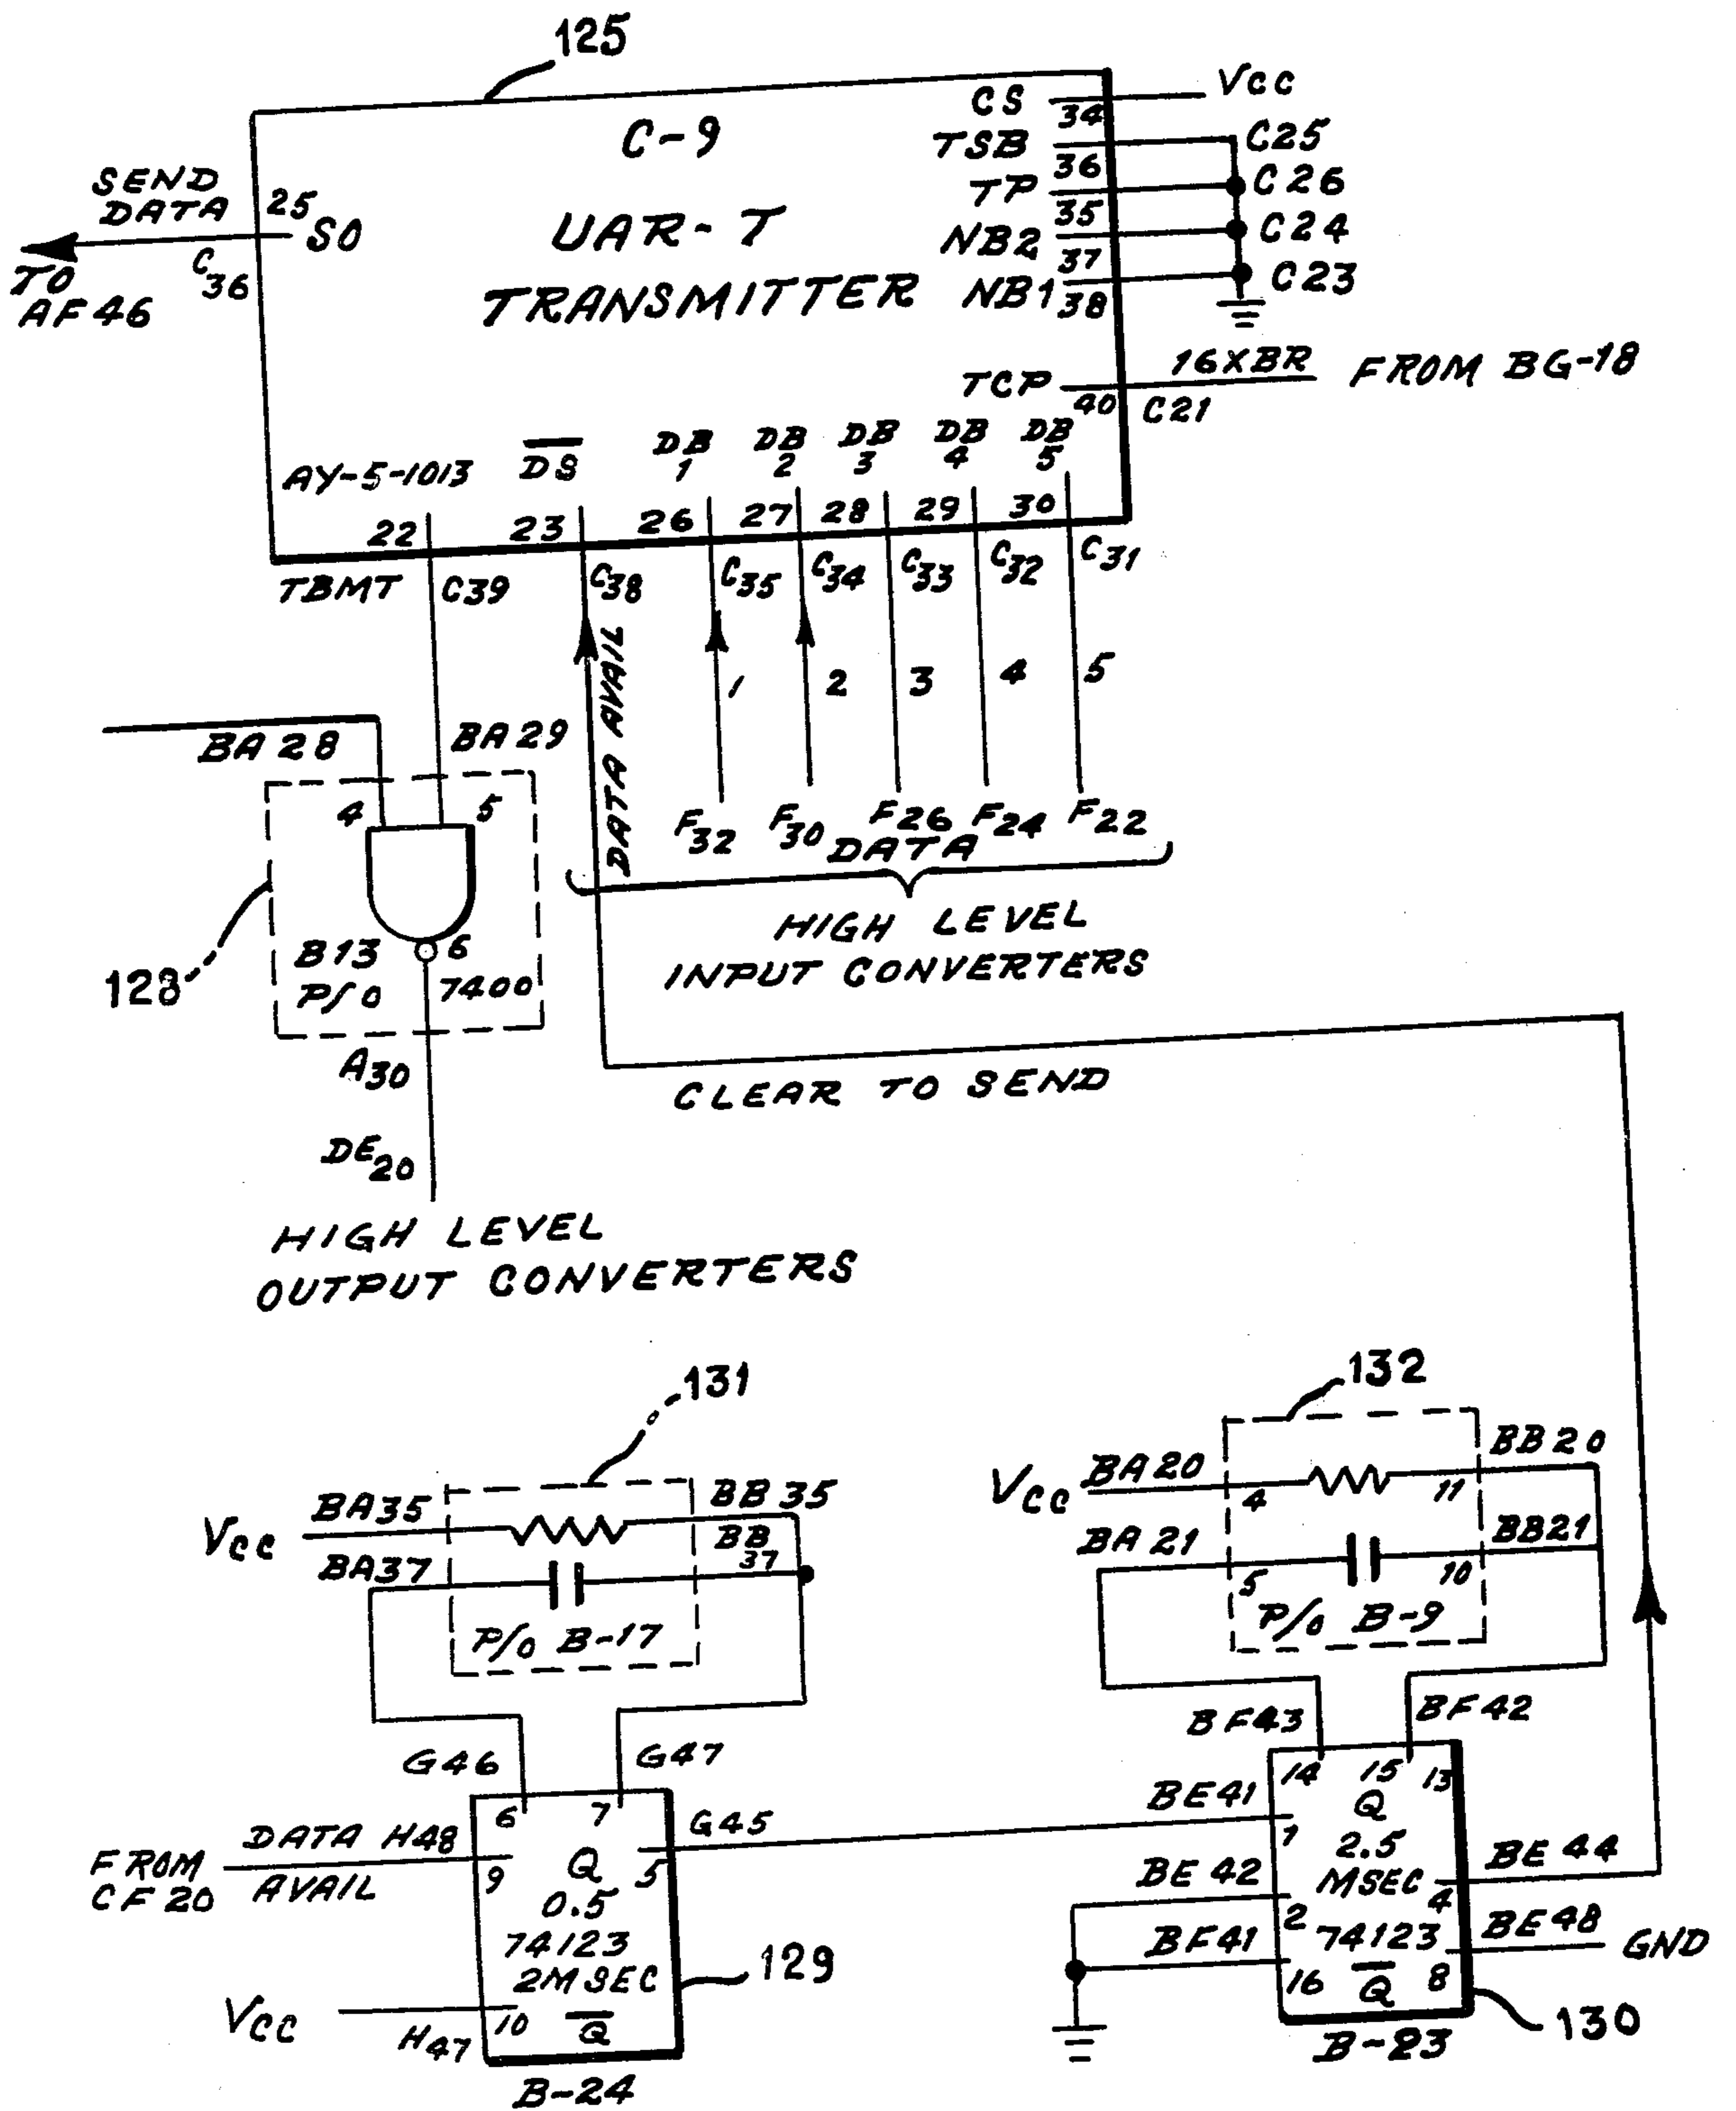 125
C-9
UAR-T
TRANSMITTER
SEND
DATA
25
SO
C36
TO
AF46
CS
34
VCC
TSB
36
C25
TP
35
C26
NB2
37
C24
NB1
38
C23
TCP
40
16XBR
C21
FROM BG-18
AY-5-1013
DS
DB
1
DB
2
DB
3
DB
4
DB
5
22
23
26
27
28
29
30
TBMT
C39
C38
C35
C34
C33
C32
C31
DATA AVAIL
1
2
3
4
5
BA28
BA29
4
5
F32
F30
F26
F24
F22
DATA
HIGH LEVEL
INPUT CONVERTERS
B13
6
P/O
7400
A30
DE20
HIGH LEVEL
OUTPUT CONVERTERS
CLEAR TO SEND
131
132
VCC
BA35
BB35
BA37
BB37
P/O B-17
VCC
BA20
4
11
BB20
BA21
5
10
BB21
P/O B-9
G46
G47
BF43
BF42
6
7
G45
14
15
13
BE41
1
Q
2.5
MSEC
4
BE44
FROM
CF20
DATA
AVAIL
H48
9
Q
5
0.5
74123
2MSEC
129
BE42
2
74123
BE48
GND
BF41
16
Q
8
130
VCC
H47
10
Q
B-24
B-23